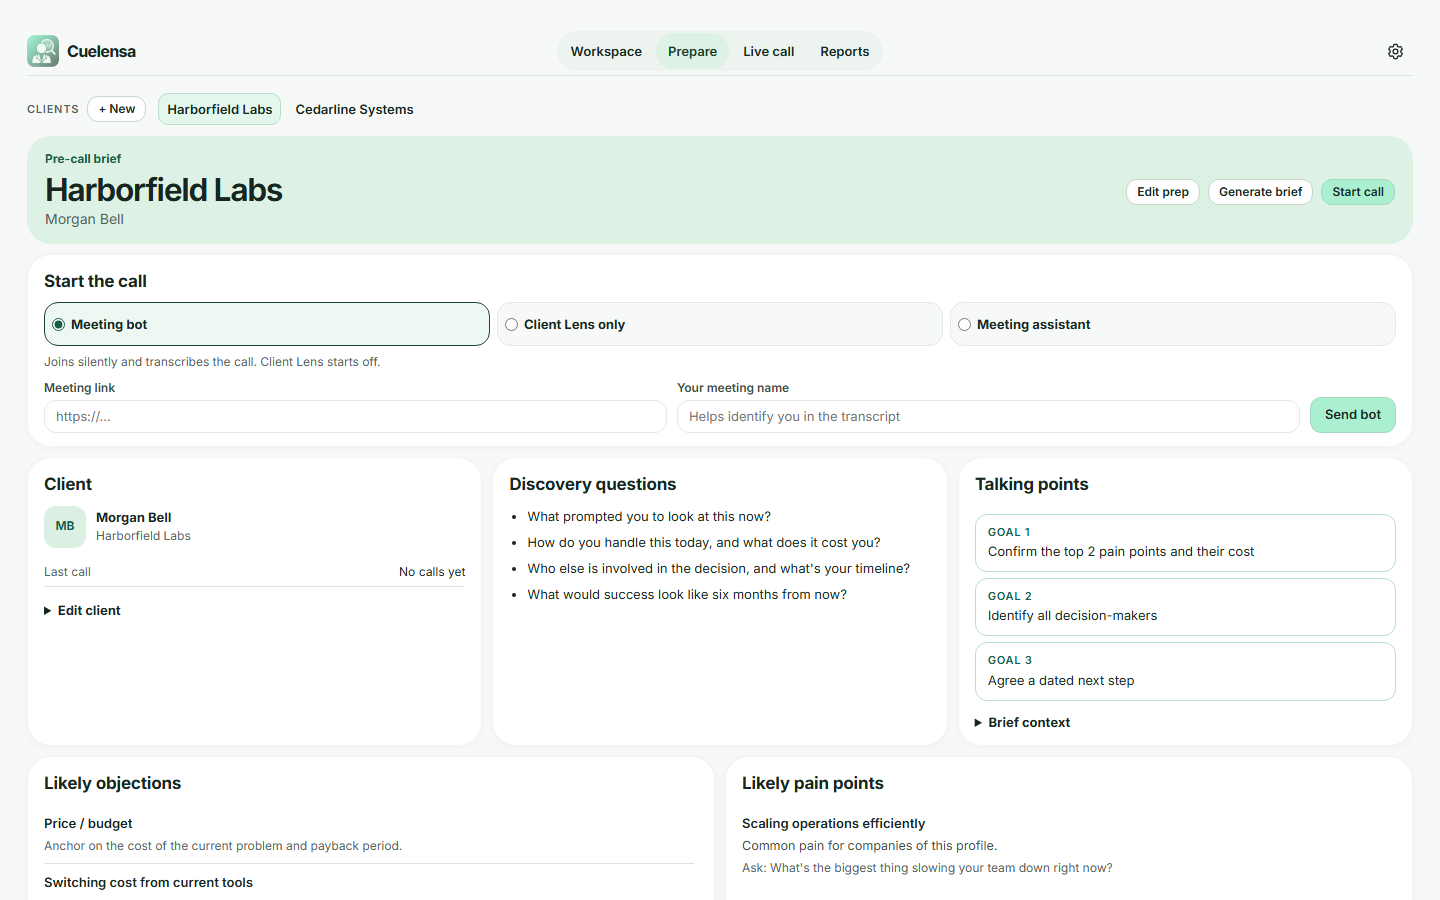 Cuelensa
Workspace
Prepare
Live call
Reports
CLIENTS
+ New
Harborfield Labs
Cedarline Systems
Pre-call brief
Harborfield Labs
Morgan Bell
Edit prep
Generate brief
Start call
Start the call
Meeting bot
Client Lens only
Meeting assistant
Joins silently and transcribes the call. Client Lens starts off.
Meeting link
https://...
Your meeting name
Helps identify you in the transcript
Send bot
Client
MB
Morgan Bell
Harborfield Labs
Last call
No calls yet
Edit client
Discovery questions
• What prompted you to look at this now?
• How do you handle this today, and what does it cost you?
• Who else is involved in the decision, and what's your timeline?
• What would success look like six months from now?
Talking points
GOAL 1
Confirm the top 2 pain points and their cost
GOAL 2
Identify all decision-makers
GOAL 3
Agree a dated next step
Brief context
Likely objections
Price / budget
Anchor on the cost of the current problem and payback period.
Switching cost from current tools
Likely pain points
Scaling operations efficiently
Common pain for companies of this profile.
Ask: What's the biggest thing slowing your team down right now?